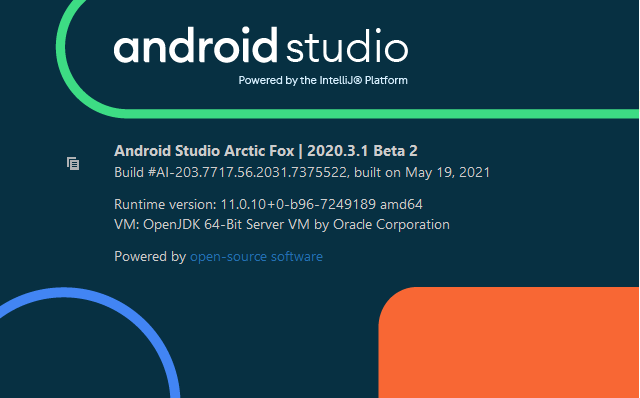 android studio
Powered by the IntelliJ® Platform
Android Studio Arctic Fox | 2020.3.1 Beta 2
Build #AI-203.7717.56.2031.7375522, built on May 19, 2021
Runtime version: 11.0.10+0-b96-7249189 amd64
VM: OpenJDK 64-Bit Server VM by Oracle Corporation
Powered by open-source software